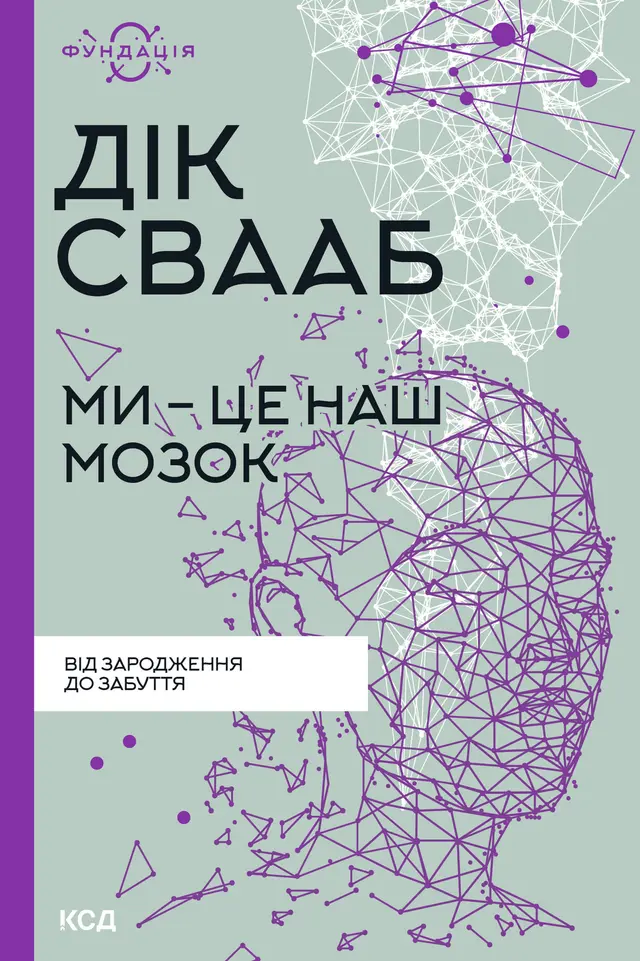 ФУНДАЦІЯ
ДІК
СВААБ
МИ – ЦЕ НАШ
МОЗОК
ВІД ЗАРОДЖЕННЯ
ДО ЗАБУТТЯ
КСД